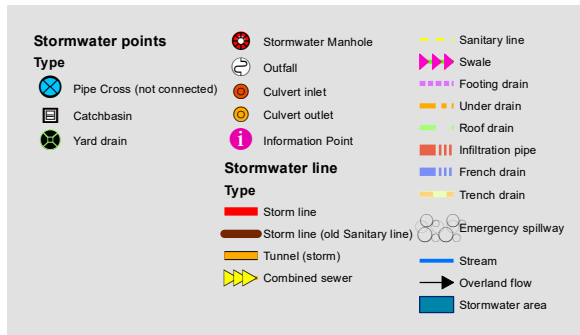 Stormwater points
Type
Pipe Cross (not connected)
Catchbasin
Yard drain
Stormwater Manhole
Outfall
Culvert inlet
Culvert outlet
i
Information Point
Stormwater line
Type
Storm line
Storm line (old Sanitary line)
Tunnel (storm)
Combined sewer
Sanitary line
Swale
Footing drain
Under drain
Roof drain
Infiltration pipe
French drain
Trench drain
Emergency spillway
Stream
Overland flow
Stormwater area